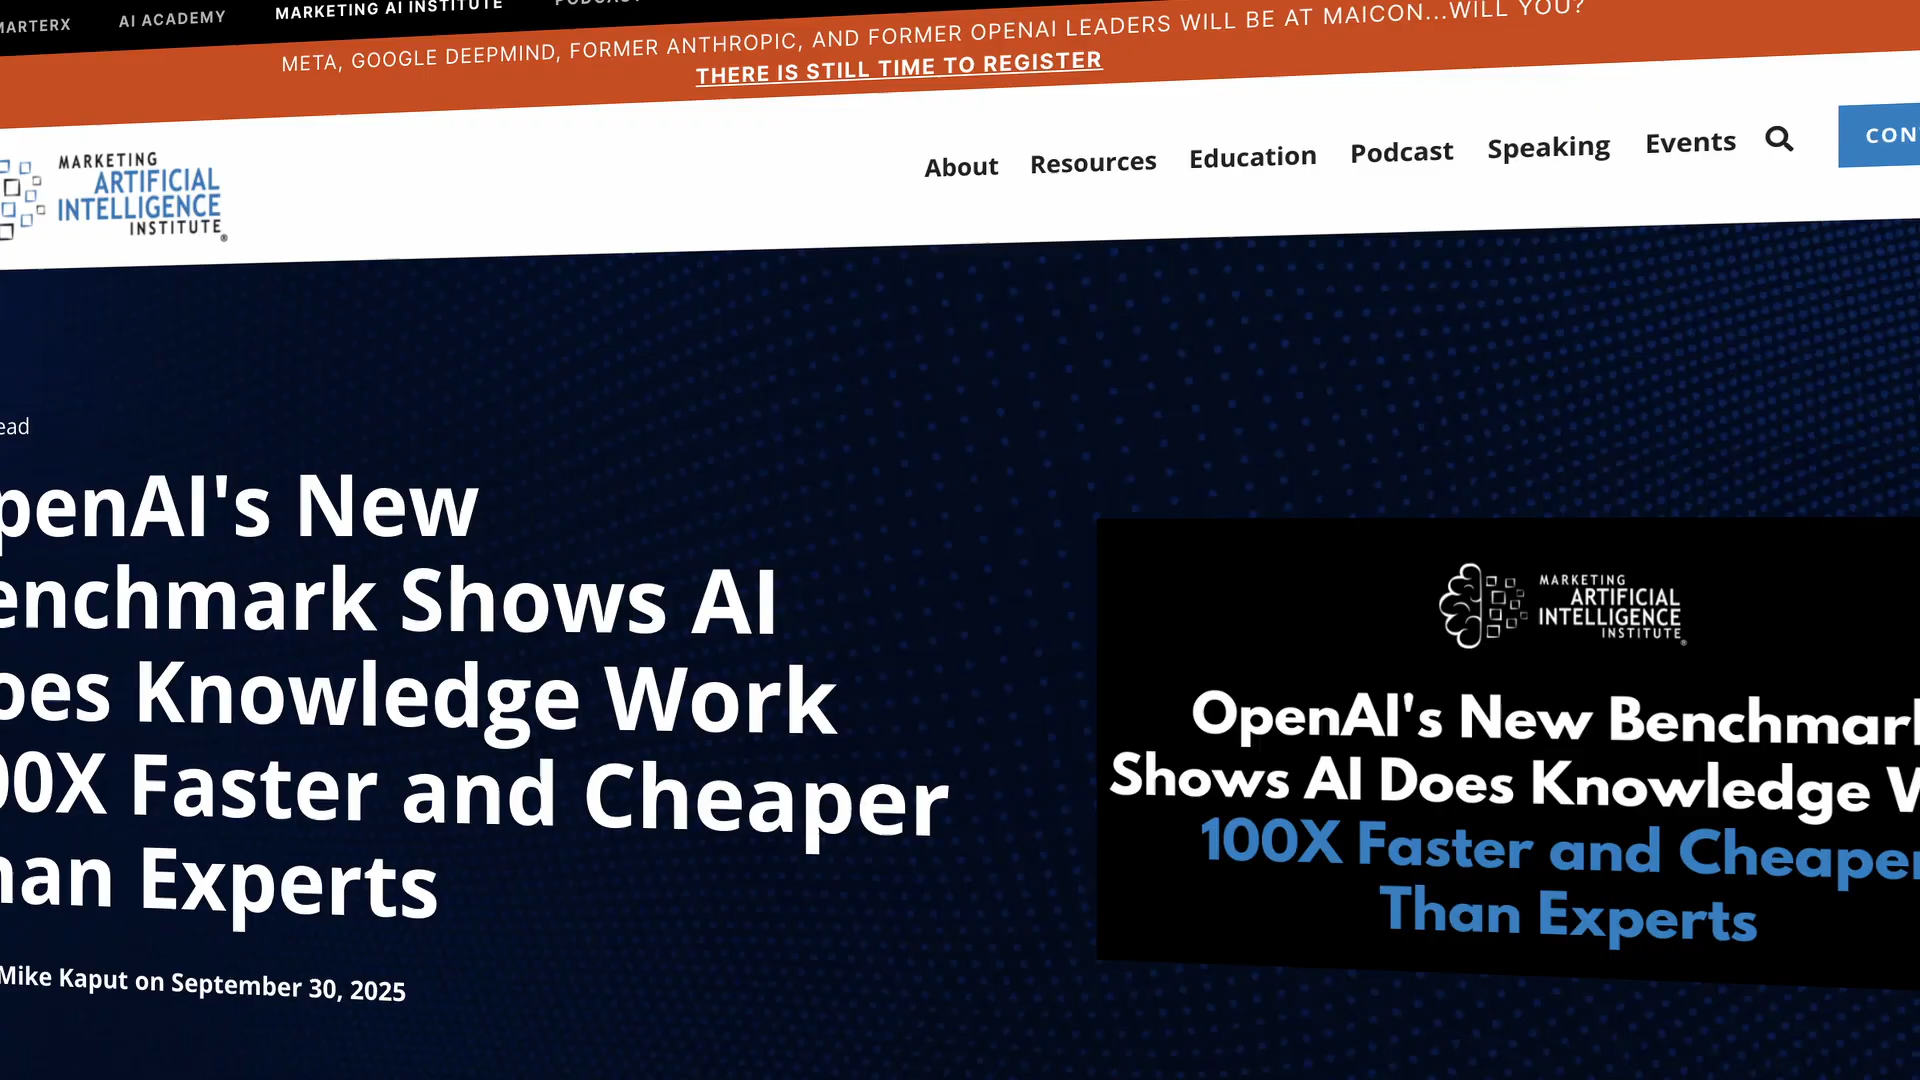 MARTERX AI ACADEMY MARKETING AI INSTITUTE
META, GOOGLE DEEPMIND, FORMER ANTHROPIC, AND FORMER OPENAI LEADERS WILL BE AT MAICON...WILL YOU?
THERE IS STILL TIME TO REGISTER
MARKETING
ARTIFICIAL
INTELLIGENCE
INSTITUTE®
About Resources Education Podcast Speaking Events CON
ead
penAI's New
enchmark Shows AI
oes Knowledge Work
00X Faster and Cheaper
han Experts
Mike Kaput on September 30, 2025
MARKETING
ARTIFICIAL
INTELLIGENCE
INSTITUTE®
OpenAI's New Benchmark
Shows AI Does Knowledge W
100X Faster and Cheaper
Than Experts